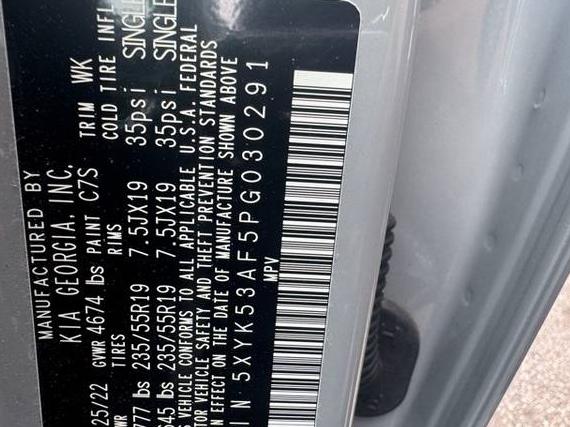 MANUFACTURED BY
KIA GEORGIA, INC.
25/22 GVWR 4674 lbs PAINT C7S TRIM WK
TIRES RIMS COLD TIRE INFL
777 lbs 235/55R19 7.5JX19 35psi SINGLE
645 lbs 235/55R19 7.5JX19 35psi SINGLE
VEHICLE CONFORMS TO ALL APPLICABLE U.S.A. FEDERAL
VEHICLE SAFETY AND THEFT PREVENTION STANDARDS
IN EFFECT ON THE DATE OF MANUFACTURE SHOWN ABOVE
5XYK53AF5PG030291
MPV